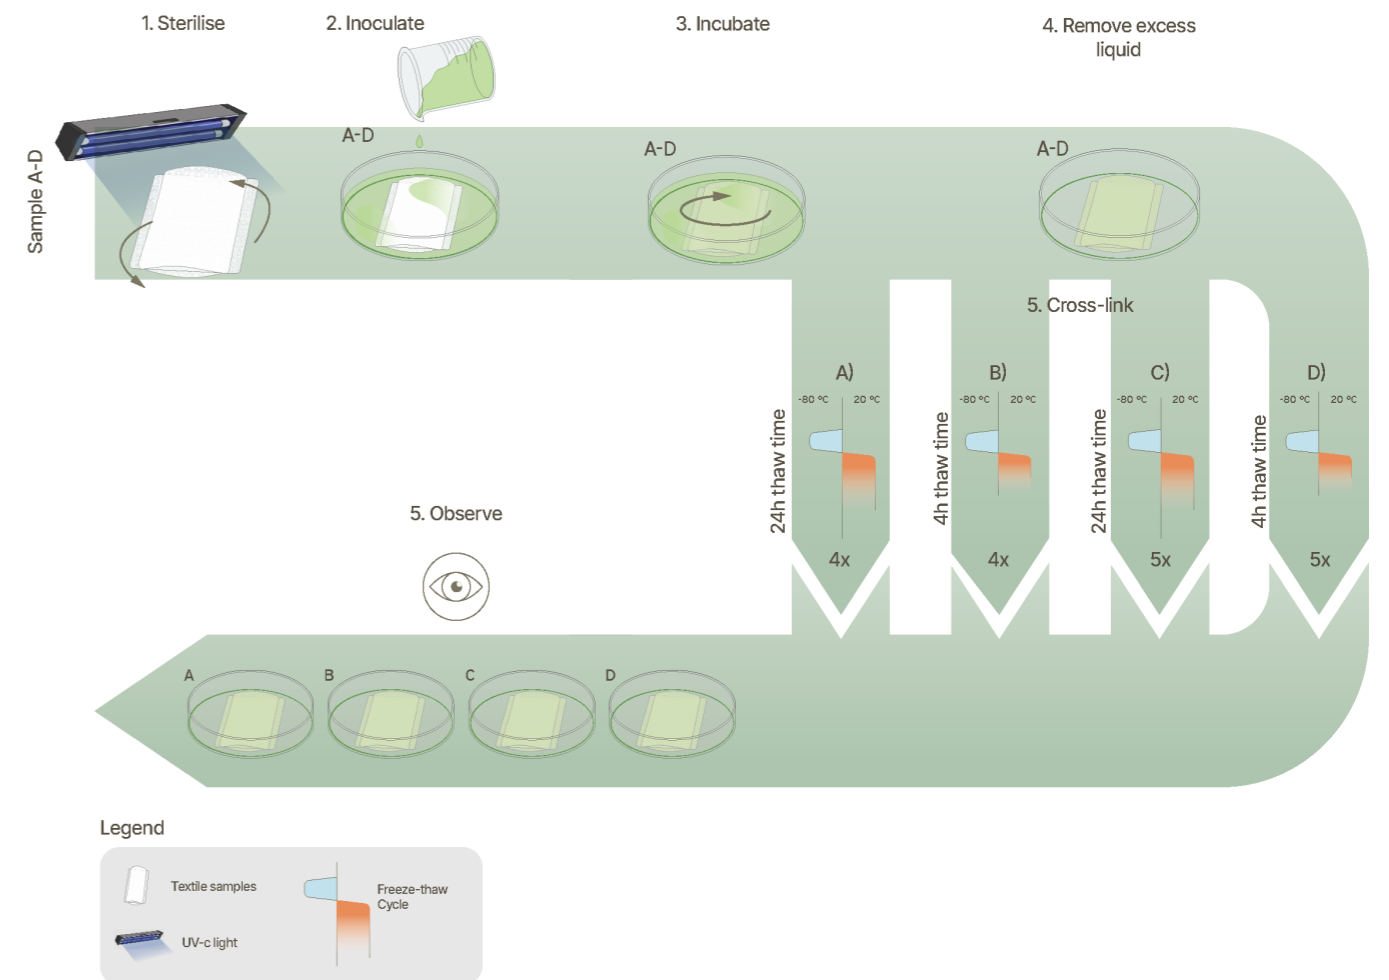 1. Sterilise
2. Inoculate
3. Incubate
4. Remove excess
liquid
Sample A-D
A-D
A-D
A-D
5. Cross-link
A)
-80 ºC 20 ºC
24h thaw time
4x
B)
-80 ºC 20 ºC
4h thaw time
4x
C)
-80 ºC 20 ºC
24h thaw time
5x
D)
-80 ºC 20 ºC
4h thaw time
5x
5. Observe
A
B
C
D
Legend
Textile samples
UV-c light
Freeze-thaw
Cycle